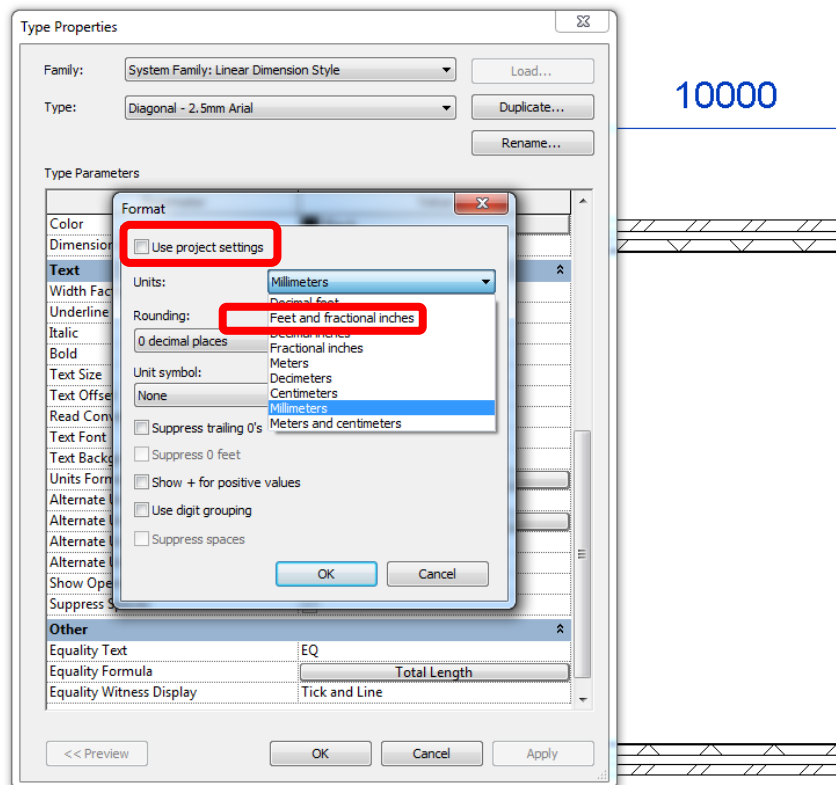 Type Properties
Family:
System Family: Linear Dimension Style
Load...
Type:
Diagonal - 2.5mm Arial
Duplicate...
Rename...
10000
Type Parameters
Format
Color
Dimension
Use project settings
Text
Units:
Millimeters
Width Fac
Decimal feet
Underline
Rounding:
Feet and fractional inches
Italic
Decimal inches
0 decimal places
Fractional inches
Bold
Meters
Text Size
Unit symbol:
Decimeters
Text Offse
None
Centimeters
Read Conv
Millimeters
Suppress trailing 0's
Meters and centimeters
Text Font
Text Backg
Suppress 0 feet
Units Form
Show + for positive values
Alternate U
Alternate U
Use digit grouping
Alternate U
Suppress spaces
Alternate U
Show Ope
OK
Cancel
Suppress S
Other
Equality Text
EQ
Equality Formula
Total Length
Equality Witness Display
Tick and Line
<< Preview
OK
Cancel
Apply